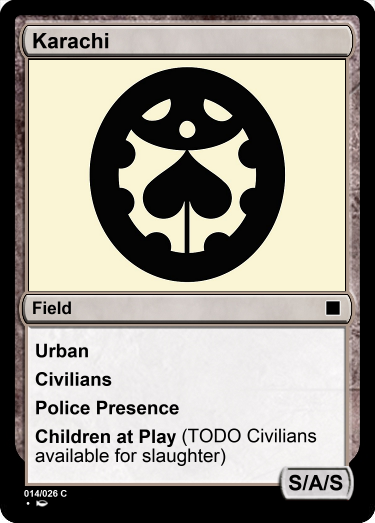 Karachi
Field
Urban
Civilians
Police Presence
Children at Play (TODO Civilians
available for slaughter)
S/A/S
014/026 C